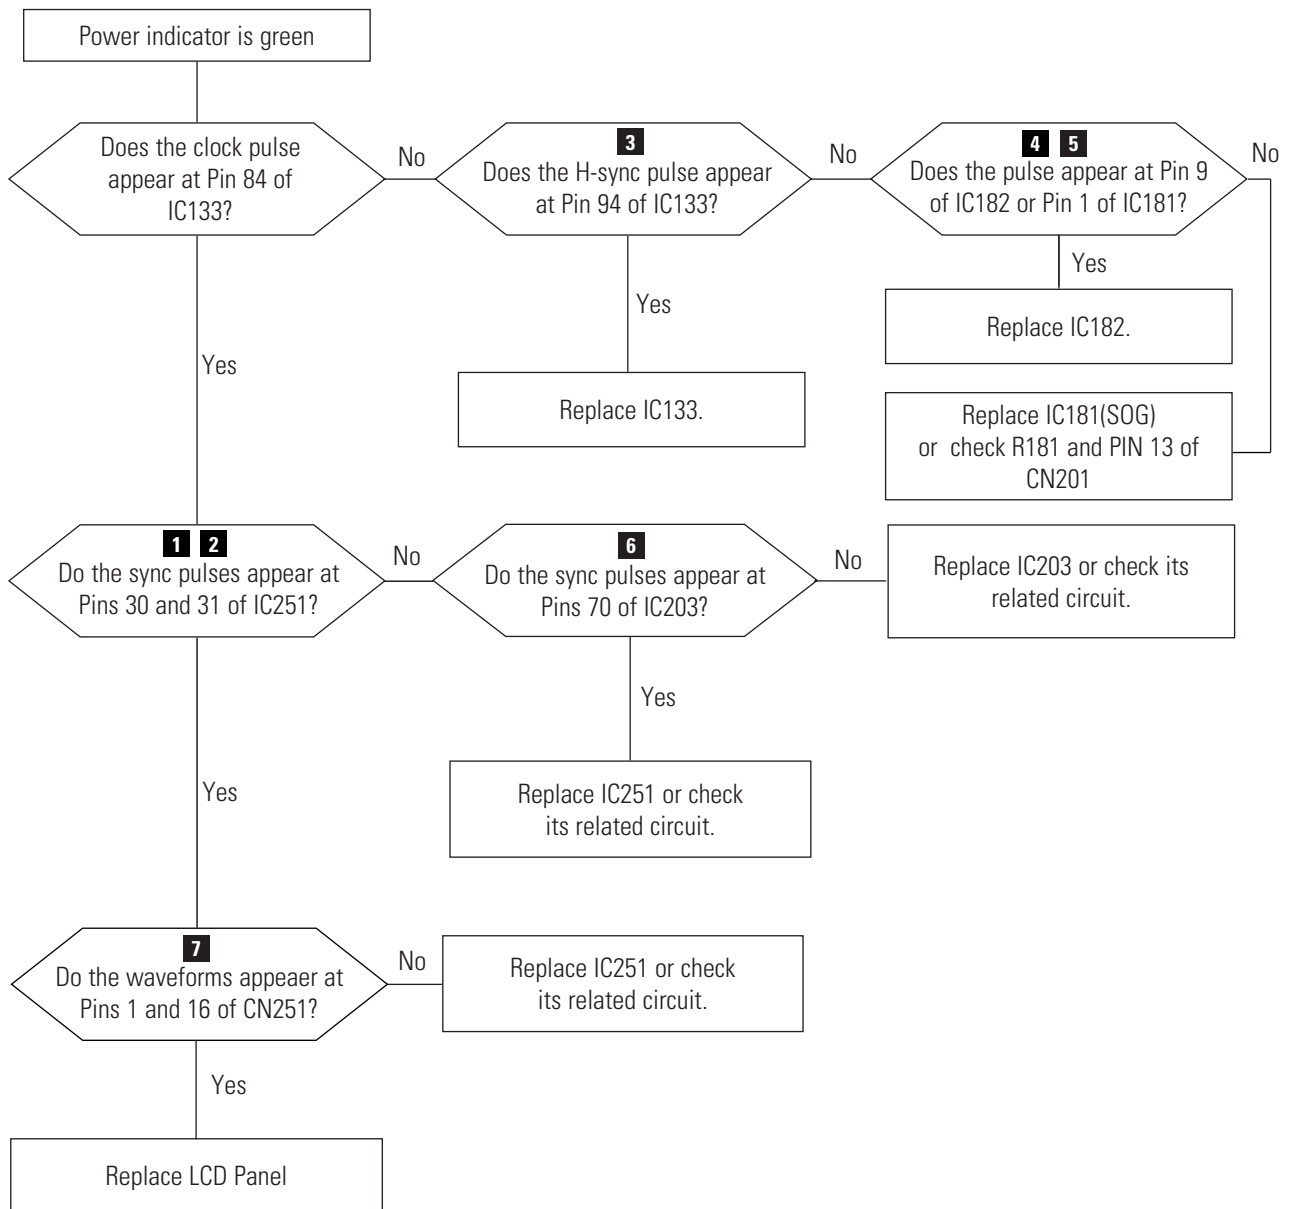 Power indicator is green
Does the clock pulse
appear at Pin 84 of
IC133?
No
3
Does the H-sync pulse appear
at Pin 94 of IC133?
No
4 5
Does the pulse appear at Pin 9
of IC182 or Pin 1 of IC181?
No
Yes
Replace IC182.
Yes
Replace IC133.
Yes
Replace IC181(SOG)
or check R181 and PIN 13 of
CN201
1 2
Do the sync pulses appear at
Pins 30 and 31 of IC251?
No
6
Do the sync pulses appear at
Pins 70 of IC203?
No
Replace IC203 or check its
related circuit.
Yes
Replace IC251 or check
its related circuit.
Yes
7
Do the waveforms appeaer at
Pins 1 and 16 of CN251?
No
Replace IC251 or check
its related circuit.
Yes
Replace LCD Panel